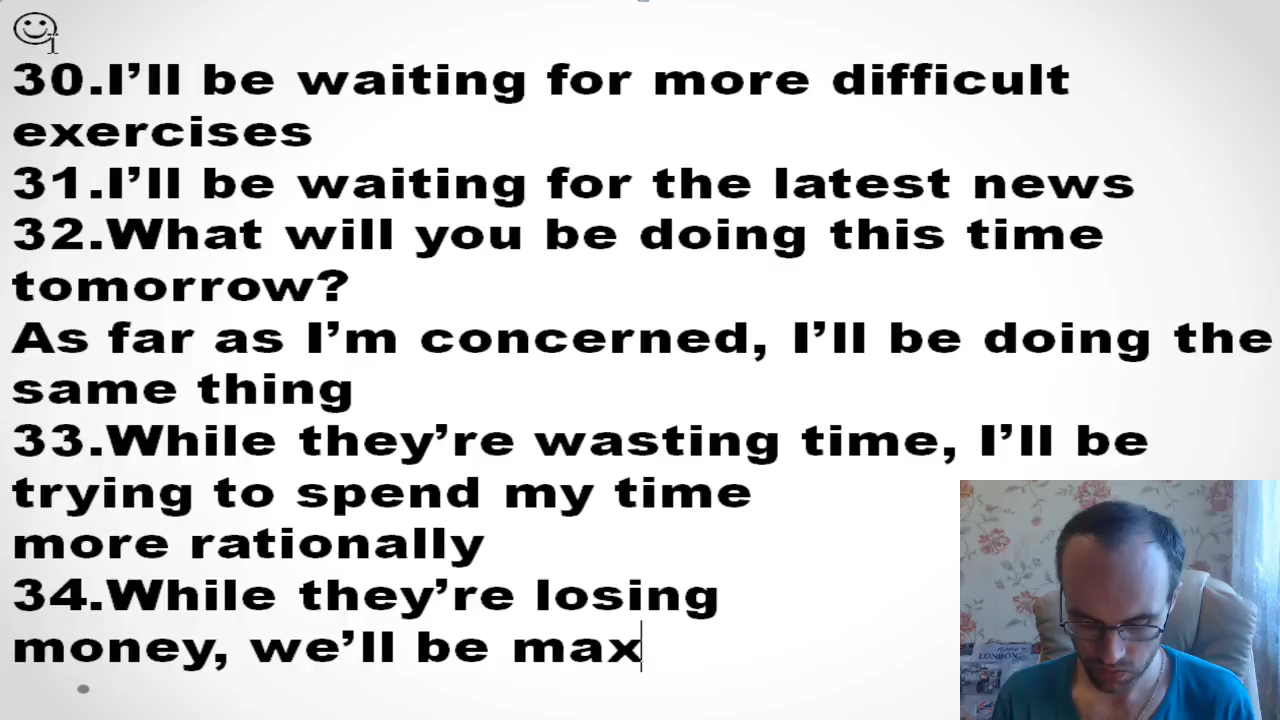 30.I’ll be waiting for more difficult
exercises
31.I’ll be waiting for the latest news
32.What will you be doing this time
tomorrow?
As far as I’m concerned, I’ll be doing the
same thing
33.While they’re wasting time, I’ll be
trying to spend my time
more rationally
34.While they’re losing
money, we’ll be max
LONDON